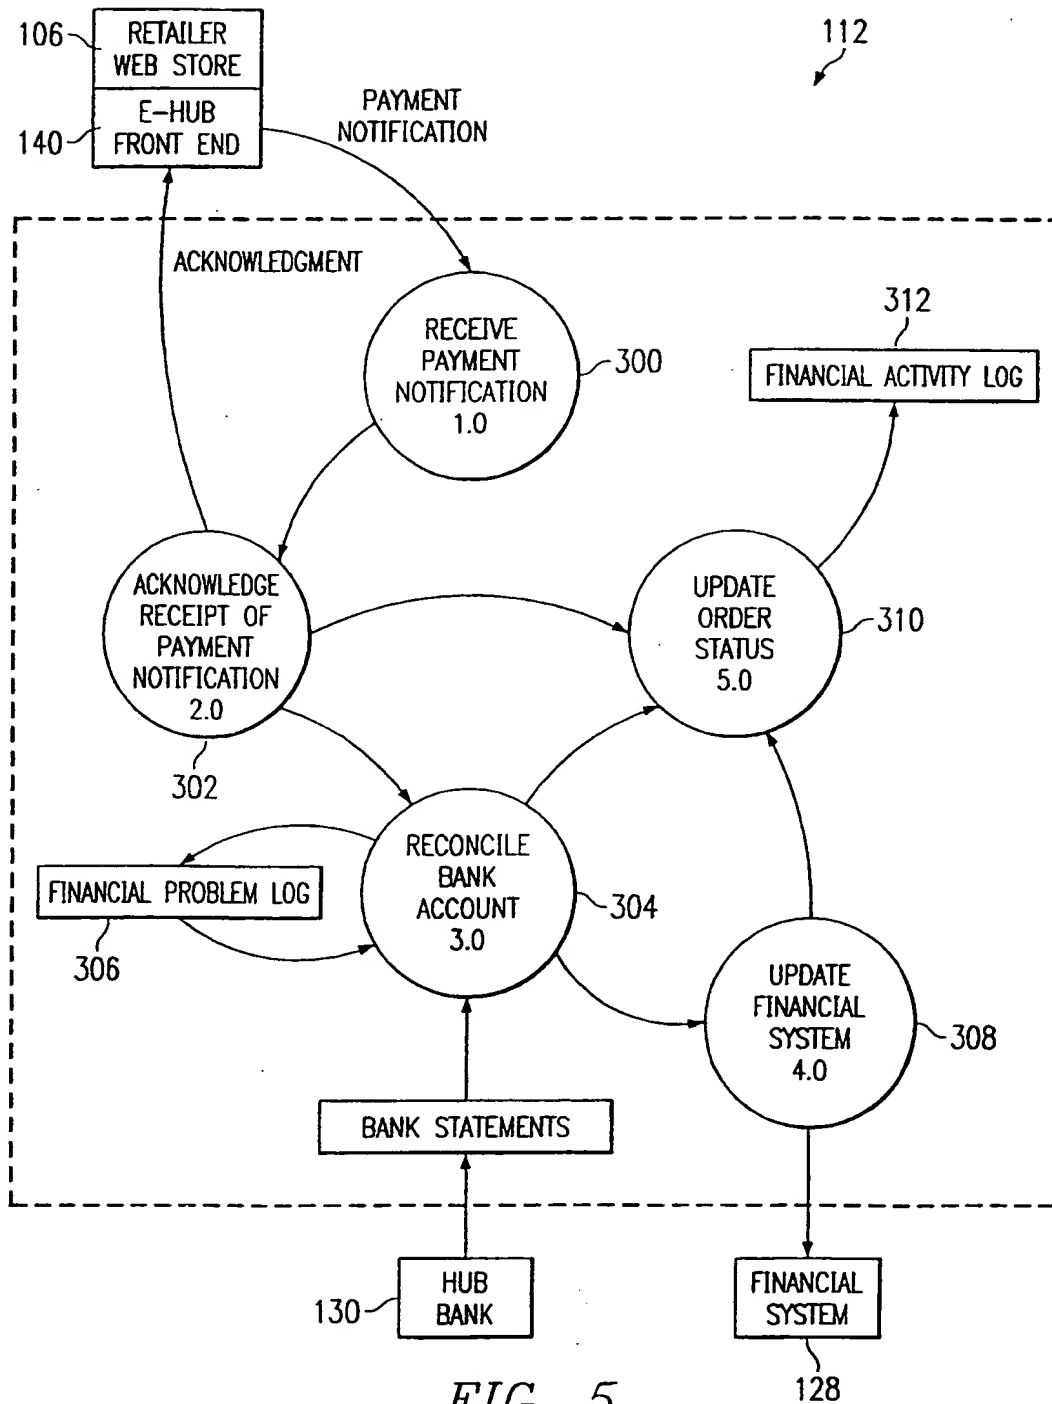 106
RETAILER
WEB STORE
112
140
E-HUB
FRONT END
PAYMENT
NOTIFICATION
ACKNOWLEDGMENT
RECEIVE
PAYMENT
NOTIFICATION
1.0
300
312
FINANCIAL ACTIVITY LOG
ACKNOWLEDGE
RECEIPT OF
PAYMENT
NOTIFICATION
2.0
302
UPDATE
ORDER
STATUS
5.0
310
RECONCILE
BANK
ACCOUNT
3.0
304
FINANCIAL PROBLEM LOG
306
UPDATE
FINANCIAL
SYSTEM
4.0
308
BANK STATEMENTS
130
HUB
BANK
FINANCIAL
SYSTEM
128
FIG. 5